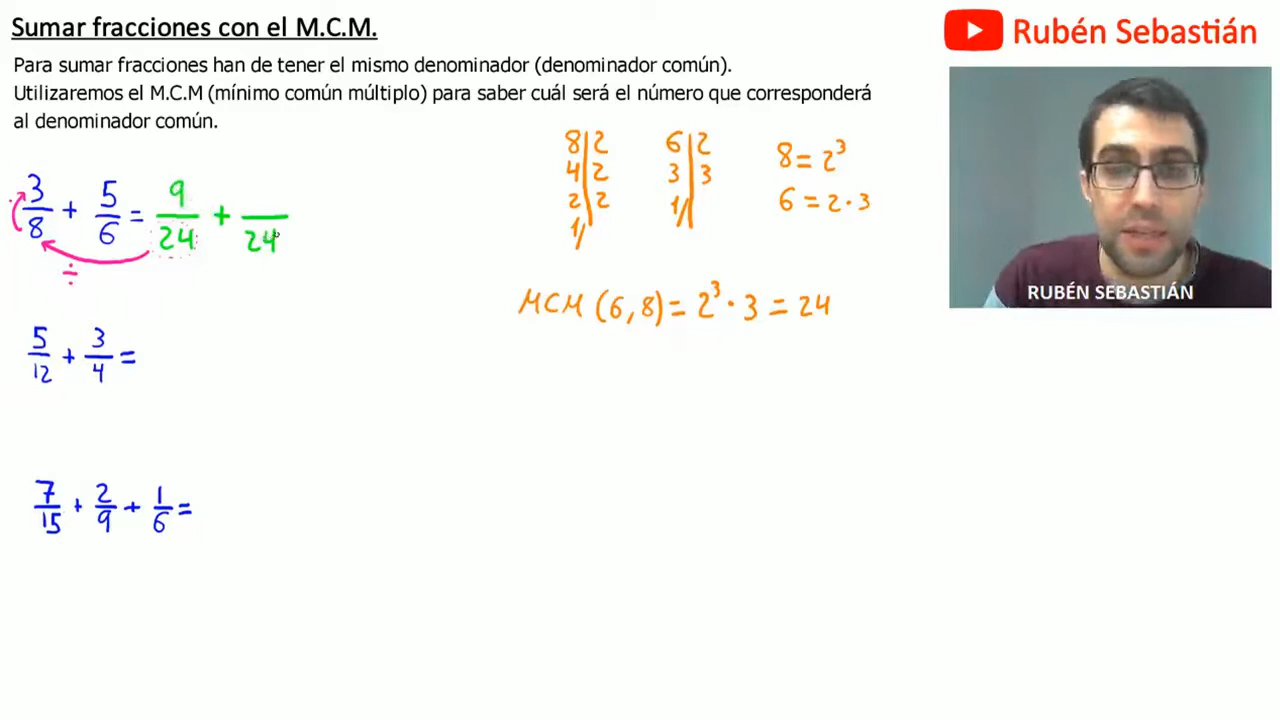 Sumar fracciones con el M.C.M.
Rubén Sebastián
Para sumar fracciones han de tener el mismo denominador (denominador común).
Utilizaremos el M.C.M (mínimo común múltiplo) para saber cuál será el número que corresponderá
al denominador común.
8|2 6|2 8 = 2³
4|2 3|3 6 = 2·3
2|2 1/
1/
3/8 + 5/6 = 9/24 + /24
÷
RUBÉN SEBASTIÁN
MCM (6,8) = 2³·3 = 24
5/12 + 3/4 =
7/15 + 2/9 + 1/6 =